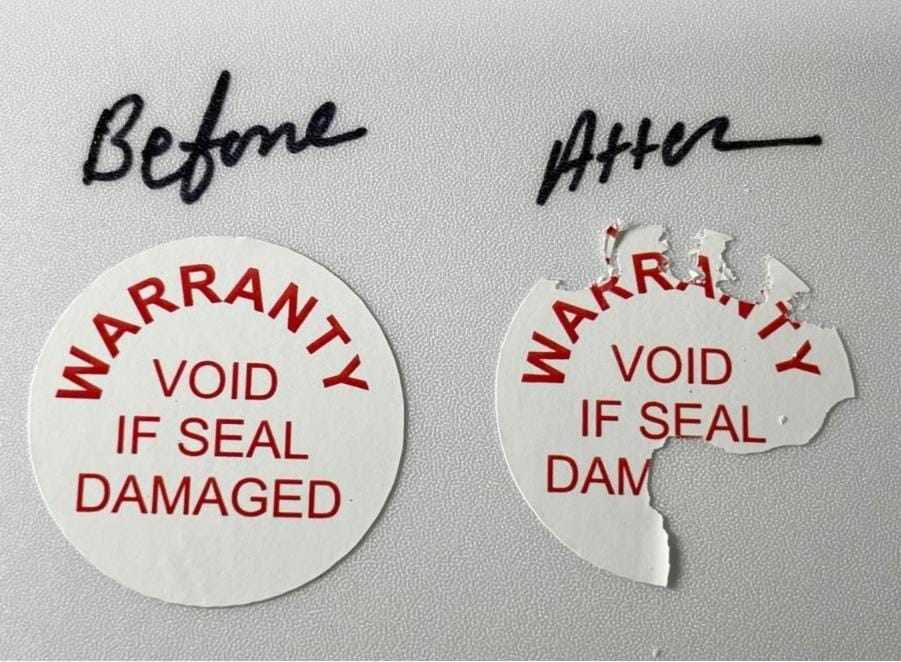 Before
After
WARRANTY
VOID
IF SEAL
DAMAGED
WARRANTY
VOID
IF SEAL
DAM